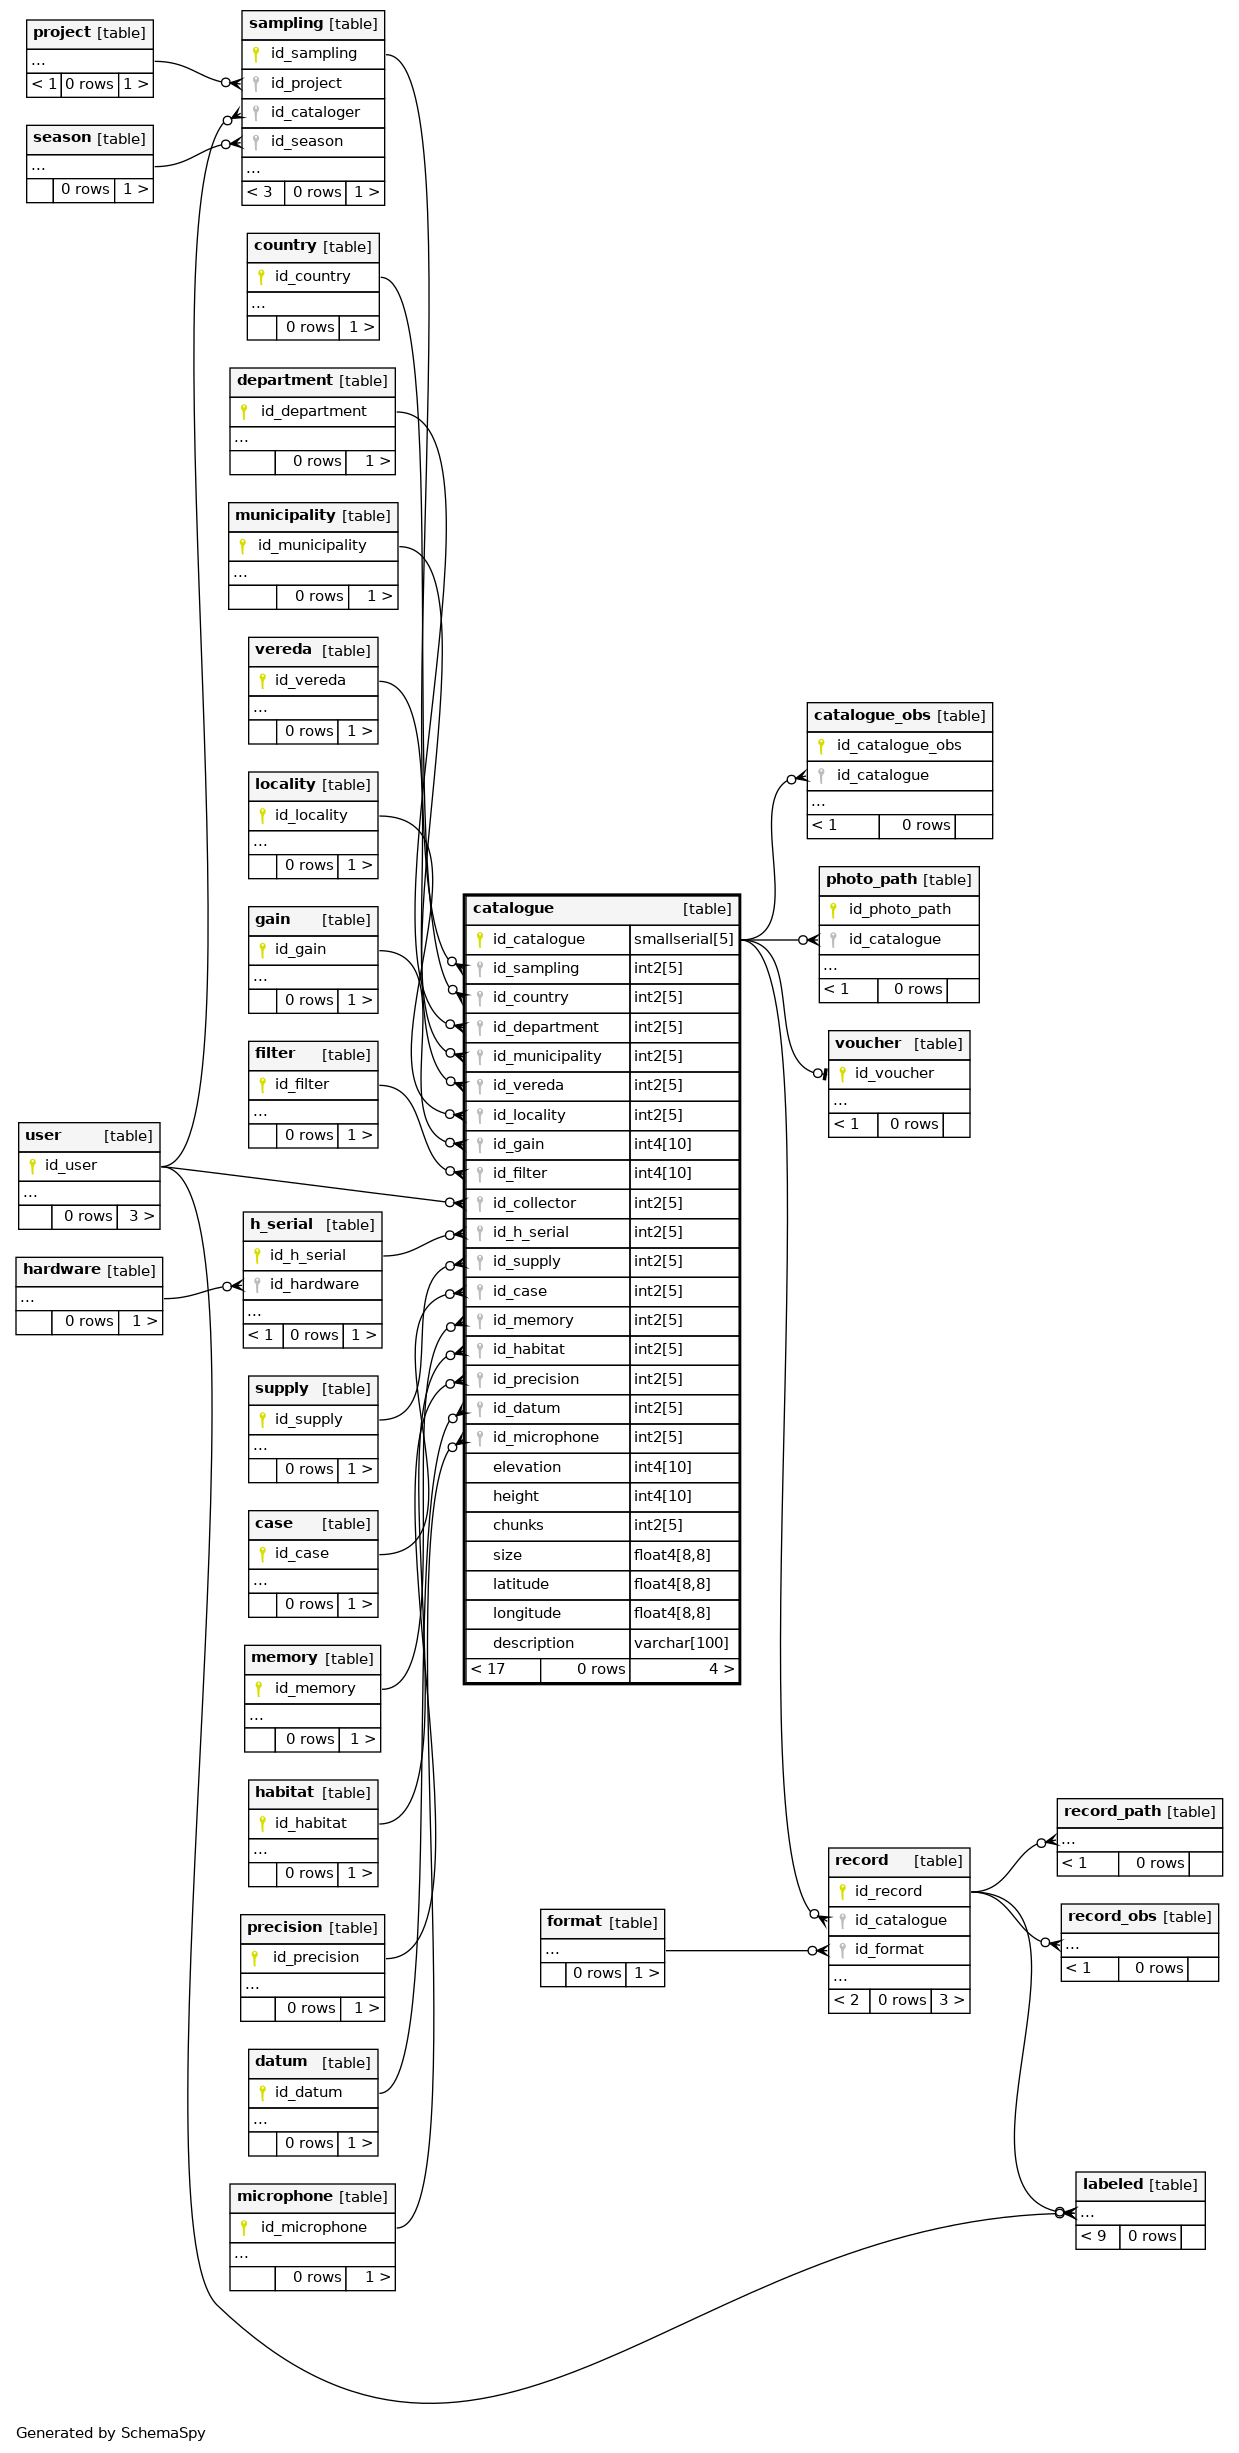 project [table]
...
< 1 0 rows 1 >
season [table]
...
0 rows 1 >
sampling [table]
id_sampling
id_project
id_cataloger
id_season
...
< 3 0 rows 1 >
country [table]
id_country
...
0 rows 1 >
department [table]
id_department
...
0 rows 1 >
municipality [table]
id_municipality
...
0 rows 1 >
vereda [table]
id_vereda
...
0 rows 1 >
locality [table]
id_locality
...
0 rows 1 >
gain [table]
id_gain
...
0 rows 1 >
filter [table]
id_filter
...
0 rows 1 >
user [table]
id_user
...
0 rows 3 >
hardware [table]
...
0 rows 1 >
h_serial [table]
id_h_serial
id_hardware
...
< 1 0 rows 1 >
supply [table]
id_supply
...
0 rows 1 >
case [table]
id_case
...
0 rows 1 >
memory [table]
id_memory
...
0 rows 1 >
habitat [table]
id_habitat
...
0 rows 1 >
precision [table]
id_precision
...
0 rows 1 >
datum [table]
id_datum
...
0 rows 1 >
microphone [table]
id_microphone
...
0 rows 1 >
catalogue [table]
id_catalogue smallserial[5]
id_sampling int2[5]
id_country int2[5]
id_department int2[5]
id_municipality int2[5]
id_vereda int2[5]
id_locality int2[5]
id_gain int4[10]
id_filter int4[10]
id_collector int2[5]
id_h_serial int2[5]
id_supply int2[5]
id_case int2[5]
id_memory int2[5]
id_habitat int2[5]
id_precision int2[5]
id_datum int2[5]
id_microphone int2[5]
elevation int4[10]
height int4[10]
chunks int2[5]
size float4[8,8]
latitude float4[8,8]
longitude float4[8,8]
description varchar[100]
< 17 0 rows 4 >
catalogue_obs [table]
id_catalogue_obs
id_catalogue
...
< 1 0 rows
photo_path [table]
id_photo_path
id_catalogue
...
< 1 0 rows
voucher [table]
id_voucher
...
< 1 0 rows
format [table]
...
0 rows 1 >
record [table]
id_record
id_catalogue
id_format
...
< 2 0 rows 3 >
record_path [table]
...
< 1 0 rows
record_obs [table]
...
< 1 0 rows
labeled [table]
...
< 9 0 rows
Generated by SchemaSpy